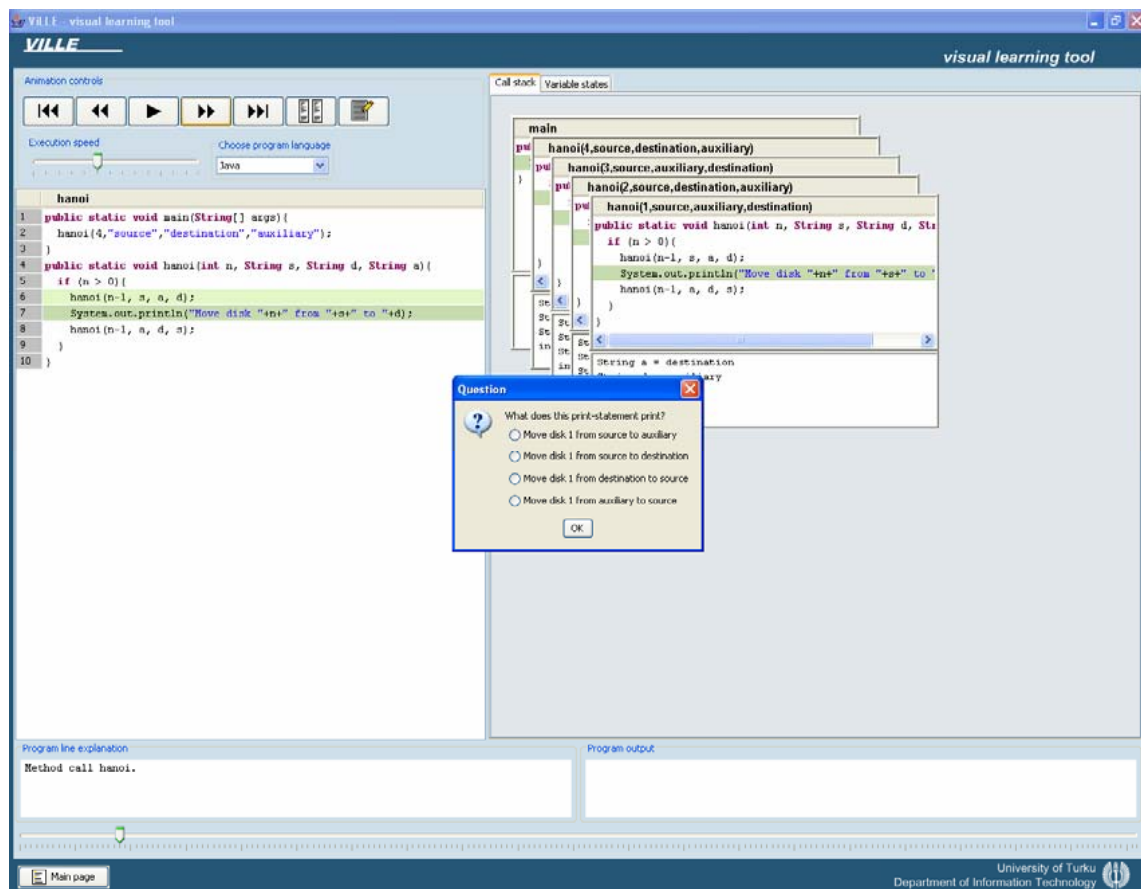 ViLLE - visual learning tool
VILLE
visual learning tool
Animation controls
Execution speed
Choose program language
Java
hanoi
1 public static void main(String[] args){
2 hanoi(4,"source","destination","auxiliary");
3 }
4 public static void hanoi(int n, String s, String d, String a){
5 if (n > 0){
6 hanoi(n-1, s, a, d);
7 System.out.println("Move disk "+n+" from "+s+" to "+d);
8 hanoi(n-1, a, d, s);
9 }
10 }
Call stack Variable states
main
hanoi(4,source,destination,auxiliary)
hanoi(3,source,auxiliary,destination)
hanoi(2,source,destination,auxiliary)
hanoi(1,source,auxiliary,destination)
public static void hanoi(int n, String s, String d, Str
if (n > 0){
hanoi(n-1, s, a, d);
System.out.println("Move disk "+n+" from "+s+" to "
hanoi(n-1, a, d, s);
}
}
String a = destination
Question
What does this print-statement print?
Move disk 1 from source to auxiliary
Move disk 1 from source to destination
Move disk 1 from destination to source
Move disk 1 from auxiliary to source
OK
Program line explanation
Method call hanoi.
Program output
Main page
University of Turku
Department of Information Technology